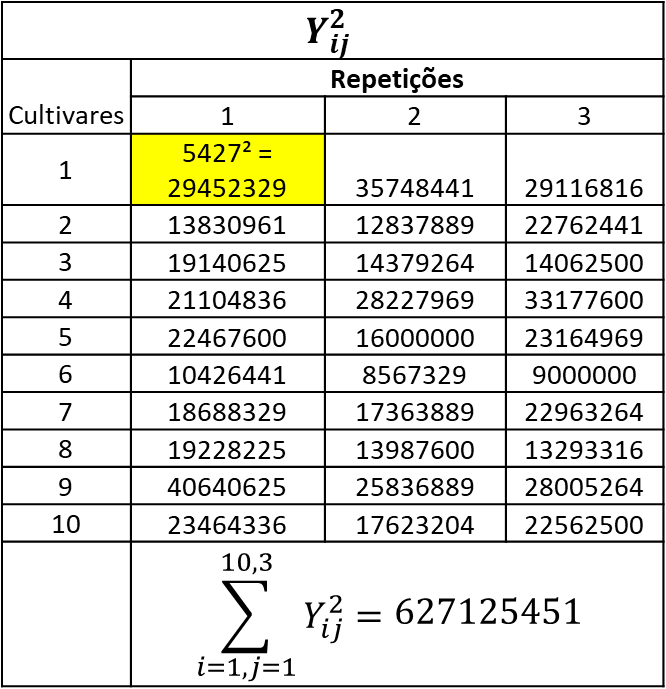 Y²ᵢⱼ
Repetições
Cultivares 1 2 3
1 5427² =
29452329 35748441 29116816
2 13830961 12837889 22762441
3 19140625 14379264 14062500
4 21104836 28227969 33177600
5 22467600 16000000 23164969
6 10426441 8567329 9000000
7 18688329 17363889 22963264
8 19228225 13987600 13293316
9 40640625 25836889 28005264
10 23464336 17623204 22562500
10,3
∑ Y²ᵢⱼ = 627125451
i=1,j=1